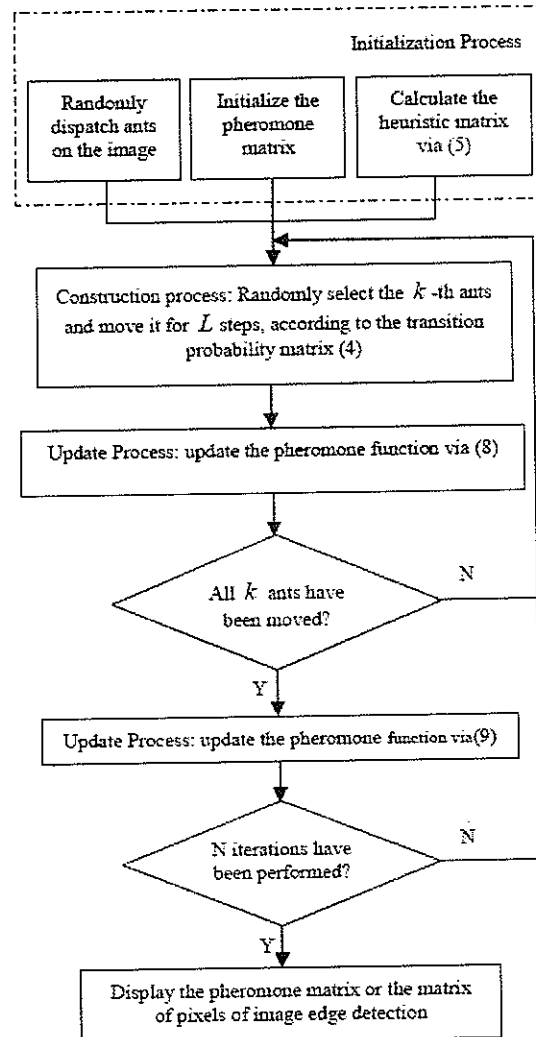 Initialization Process
Randomly
dispatch ants
on the image
Initialize the
pheromone
matrix
Calculate the
heuristic matrix
via (5)
Construction process: Randomly select the k -th ants
and move it for L steps, according to the transition
probability matrix (4)
Update Process: update the pheromone function via (8)
All k ants have
been moved?
N
Y
Update Process: update the pheromone function via(9)
N iterations have
been performed?
N
Y
Display the pheromone matrix or the matrix
of pixels of image edge detection